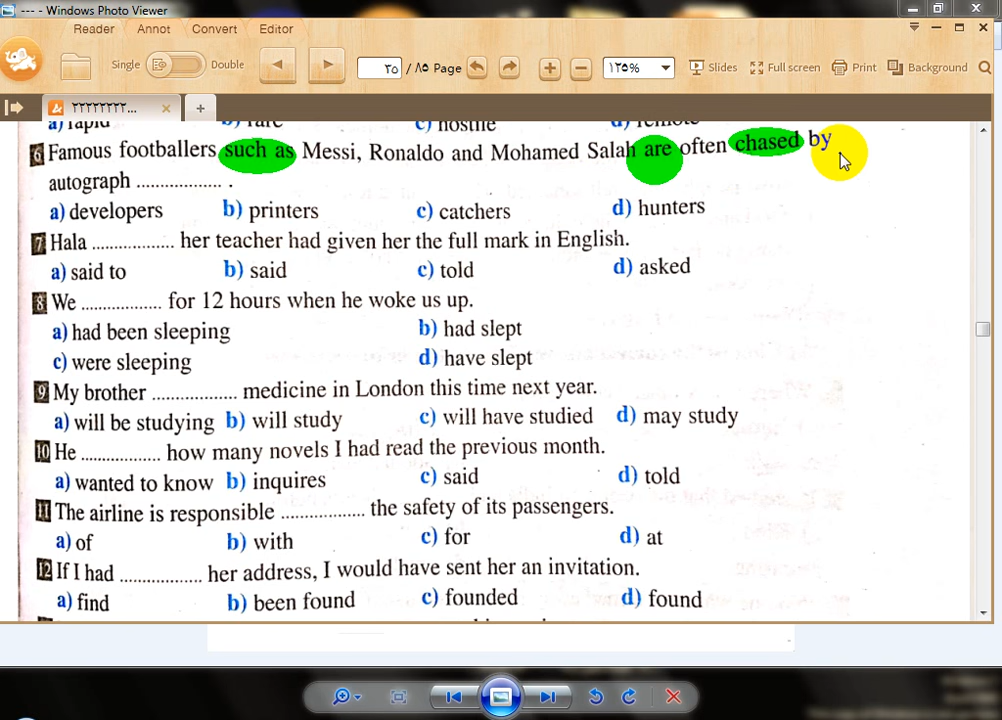 --- - Windows Photo Viewer
Reader Annot Convert Editor
Single Double ٣٥ / ٨٥ Page ١٢٥% Slides Full screen Print Background
٢٢٢٢٢٢٢٢...
a) rapid b) rare c) hostile d) remote
6 Famous footballers such as Messi, Ronaldo and Mohamed Salah are often chased by
autograph ................. .
a) developers b) printers c) catchers d) hunters
7 Hala ................. her teacher had given her the full mark in English.
a) said to b) said c) told d) asked
8 We ................. for 12 hours when he woke us up.
a) had been sleeping b) had slept
c) were sleeping d) have slept
9 My brother ................. medicine in London this time next year.
a) will be studying b) will study c) will have studied d) may study
10 He ................. how many novels I had read the previous month.
a) wanted to know b) inquires c) said d) told
11 The airline is responsible ................. the safety of its passengers.
a) of b) with c) for d) at
12 If I had ................. her address, I would have sent her an invitation.
a) find b) been found c) founded d) found